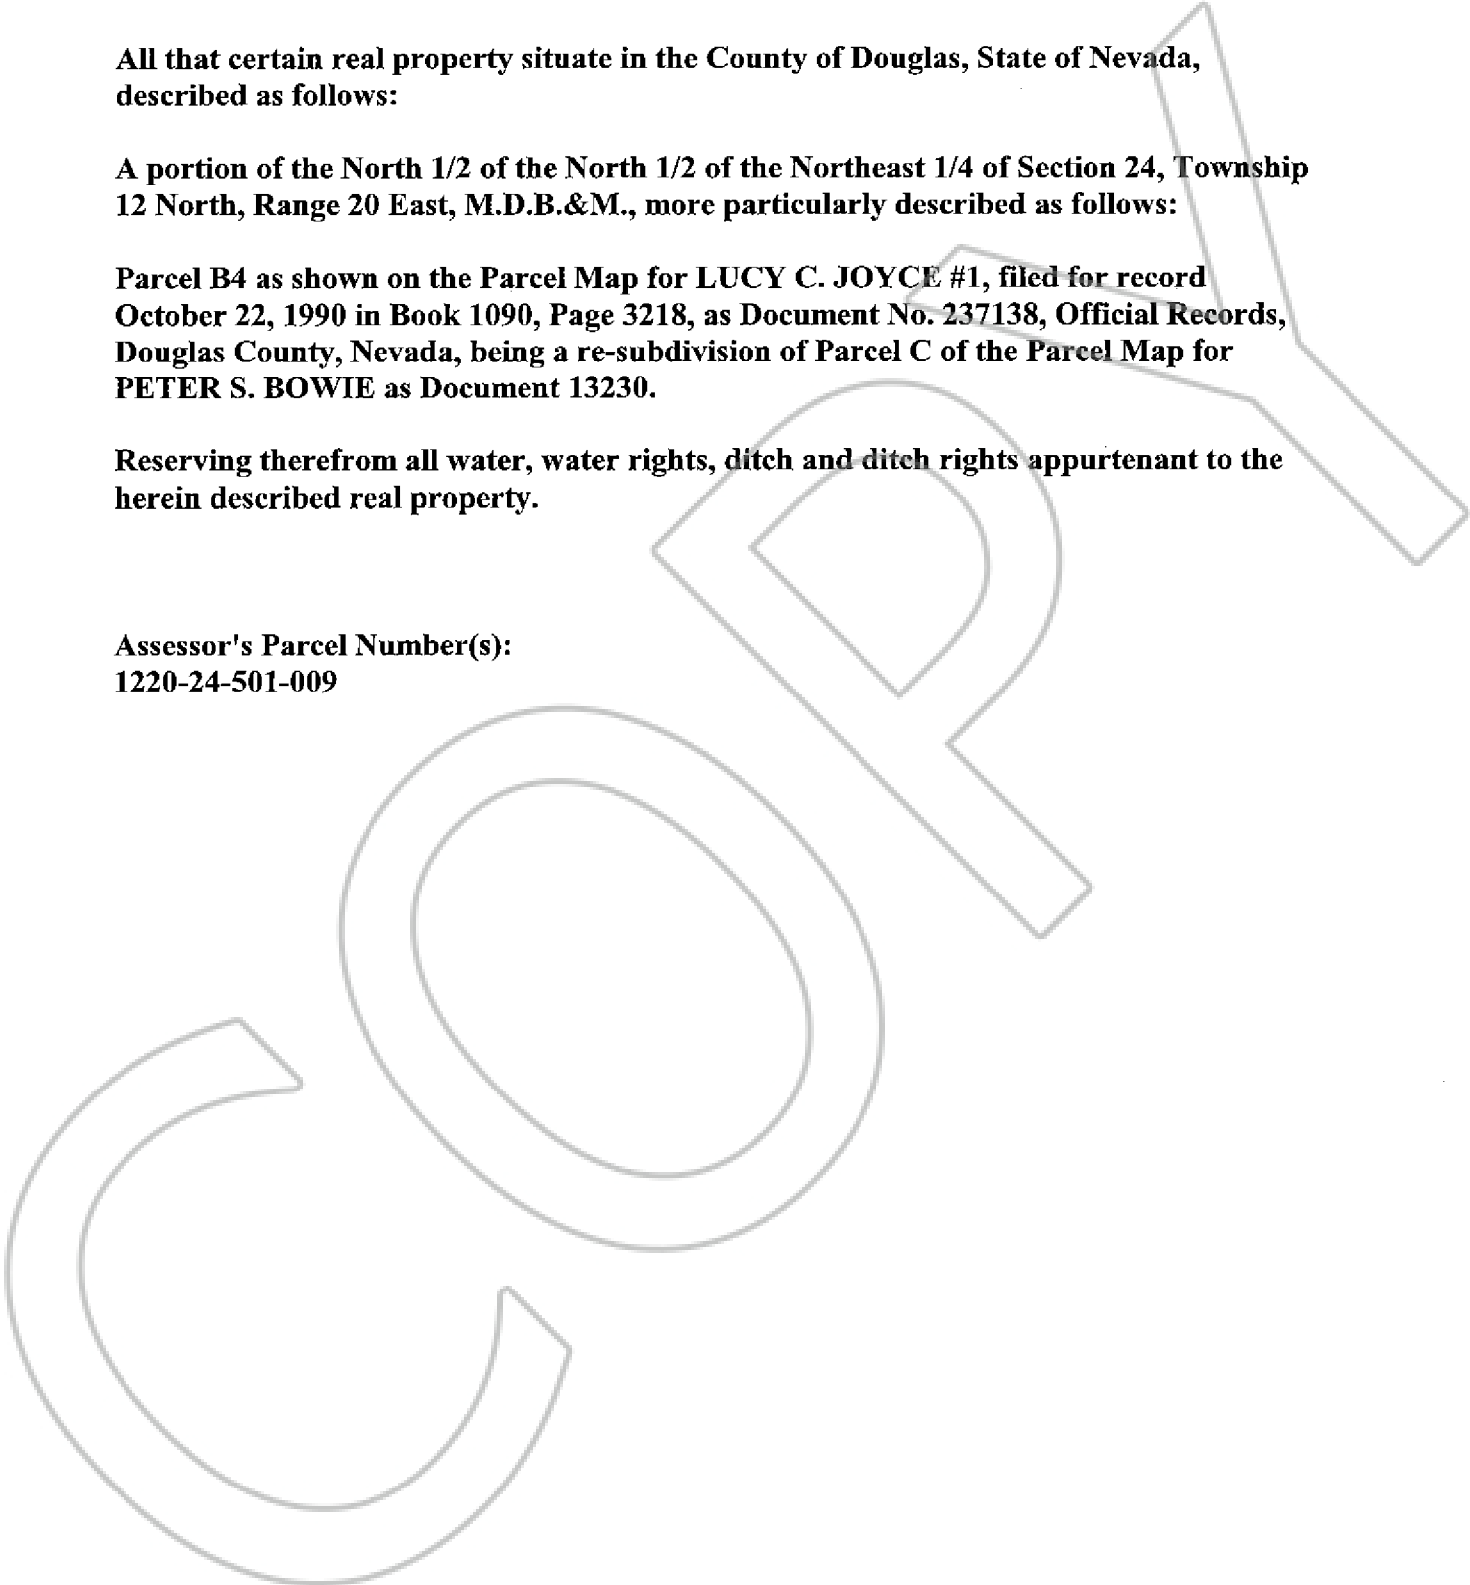 All that certain real property situate in the County of Douglas, State of Nevada,
described as follows:
A portion of the North 1/2 of the North 1/2 of the Northeast 1/4 of Section 24, Township
12 North, Range 20 East, M.D.B.&M., more particularly described as follows:
Parcel B4 as shown on the Parcel Map for LUCY C. JOYCE #1, filed for record
October 22, 1990 in Book 1090, Page 3218, as Document No. 237138, Official Records,
Douglas County, Nevada, being a re-subdivision of Parcel C of the Parcel Map for
PETER S. BOWIE as Document 13230.
Reserving therefrom all water, water rights, ditch and ditch rights appurtenant to the
herein described real property.
Assessor's Parcel Number(s):
1220-24-501-009
COPY